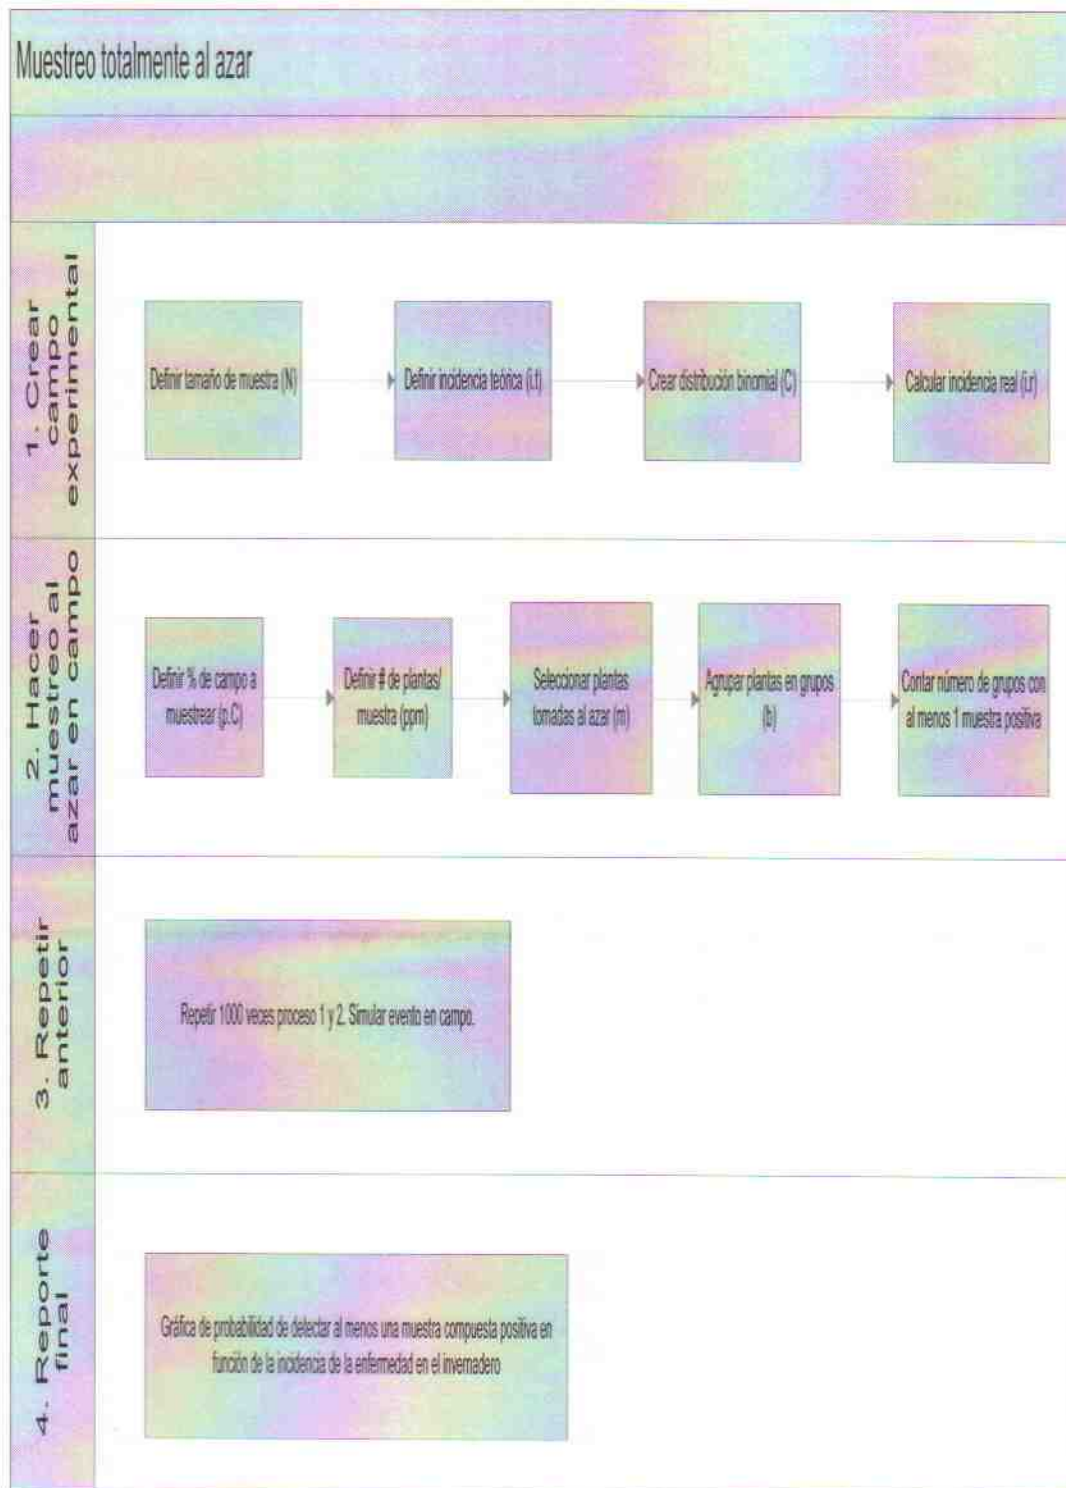 Muestreo totalmente al azar
1. Crear
campo
experimental
Definir tamaño de muestra (N)
Definir incidencia teórica (i.t)
Crear distribución binomial (C)
Calcular incidencia real (i.r)
2. Hacer
muestreo al
azar en campo
Definir % de campo a
muestrear (p.C)
Definir # de plantas/
muestra (ppm)
Seleccionar plantas
tomadas al azar (m)
Agrupar plantas en grupos
(b)
Contar número de grupos con
al menos 1 muestra positiva
3. Repetir
anterior
Repetir 1000 veces proceso 1 y 2. Simular evento en campo.
4. Reporte
final
Gráfica de probabilidad de detectar al menos una muestra compuesta positiva en
función de la incidencia de la enfermedad en el invernadero